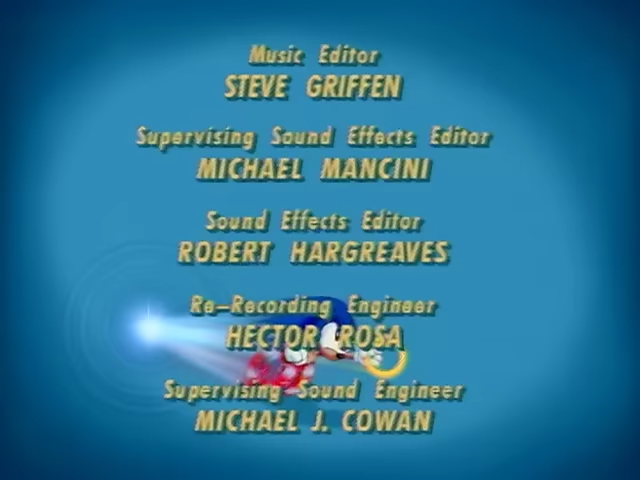 Music Editor
STEVE GRIFFEN
Supervising Sound Effects Editor
MICHAEL MANCINI
Sound Effects Editor
ROBERT HARGREAVES
Re-Recording Engineer
HECTOR ROSA
Supervising Sound Engineer
MICHAEL J. COWAN